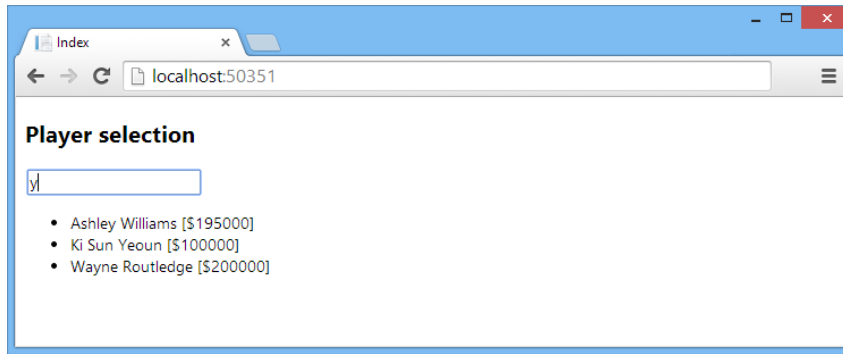 Index
localhost:50351
Player selection
y
Ashley Williams [$195000]
Ki Sun Yeoun [$100000]
Wayne Routledge [$200000]